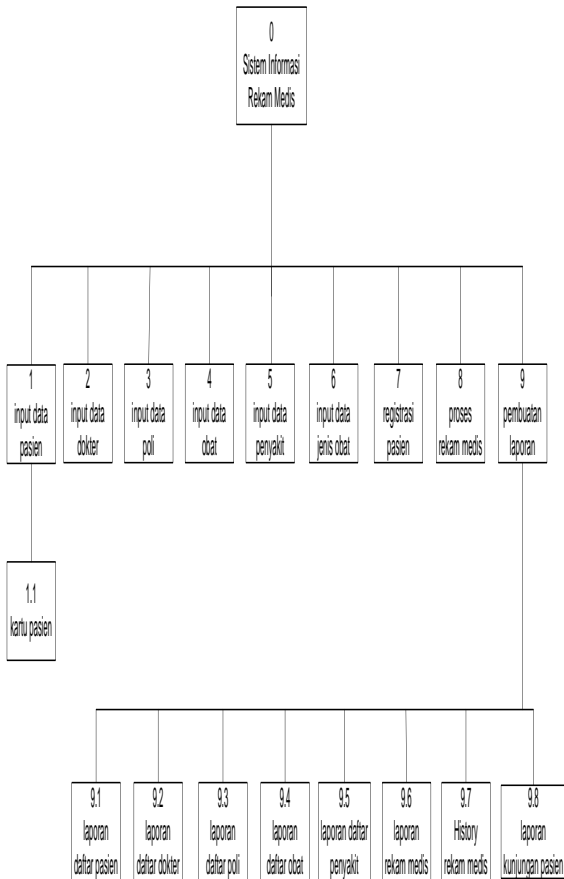 0
Sistem Informasi
Rekam Medis
1
input data
pasien
2
input data
dokter
3
input data
poli
4
input data
obat
5
input data
penyakit
6
input data
jenis obat
7
registrasi
pasien
8
proses
rekam medis
9
pembuatan
laporan
1.1
kartu pasien
9.1
laporan
daftar pasien
9.2
laporan
daftar dokter
9.3
laporan
daftar poli
9.4
laporan
daftar obat
9.5
laporan daftar
penyakit
9.6
laporan
rekam medis
9.7
History
rekam medis
9.8
laporan
kunjungan pasien